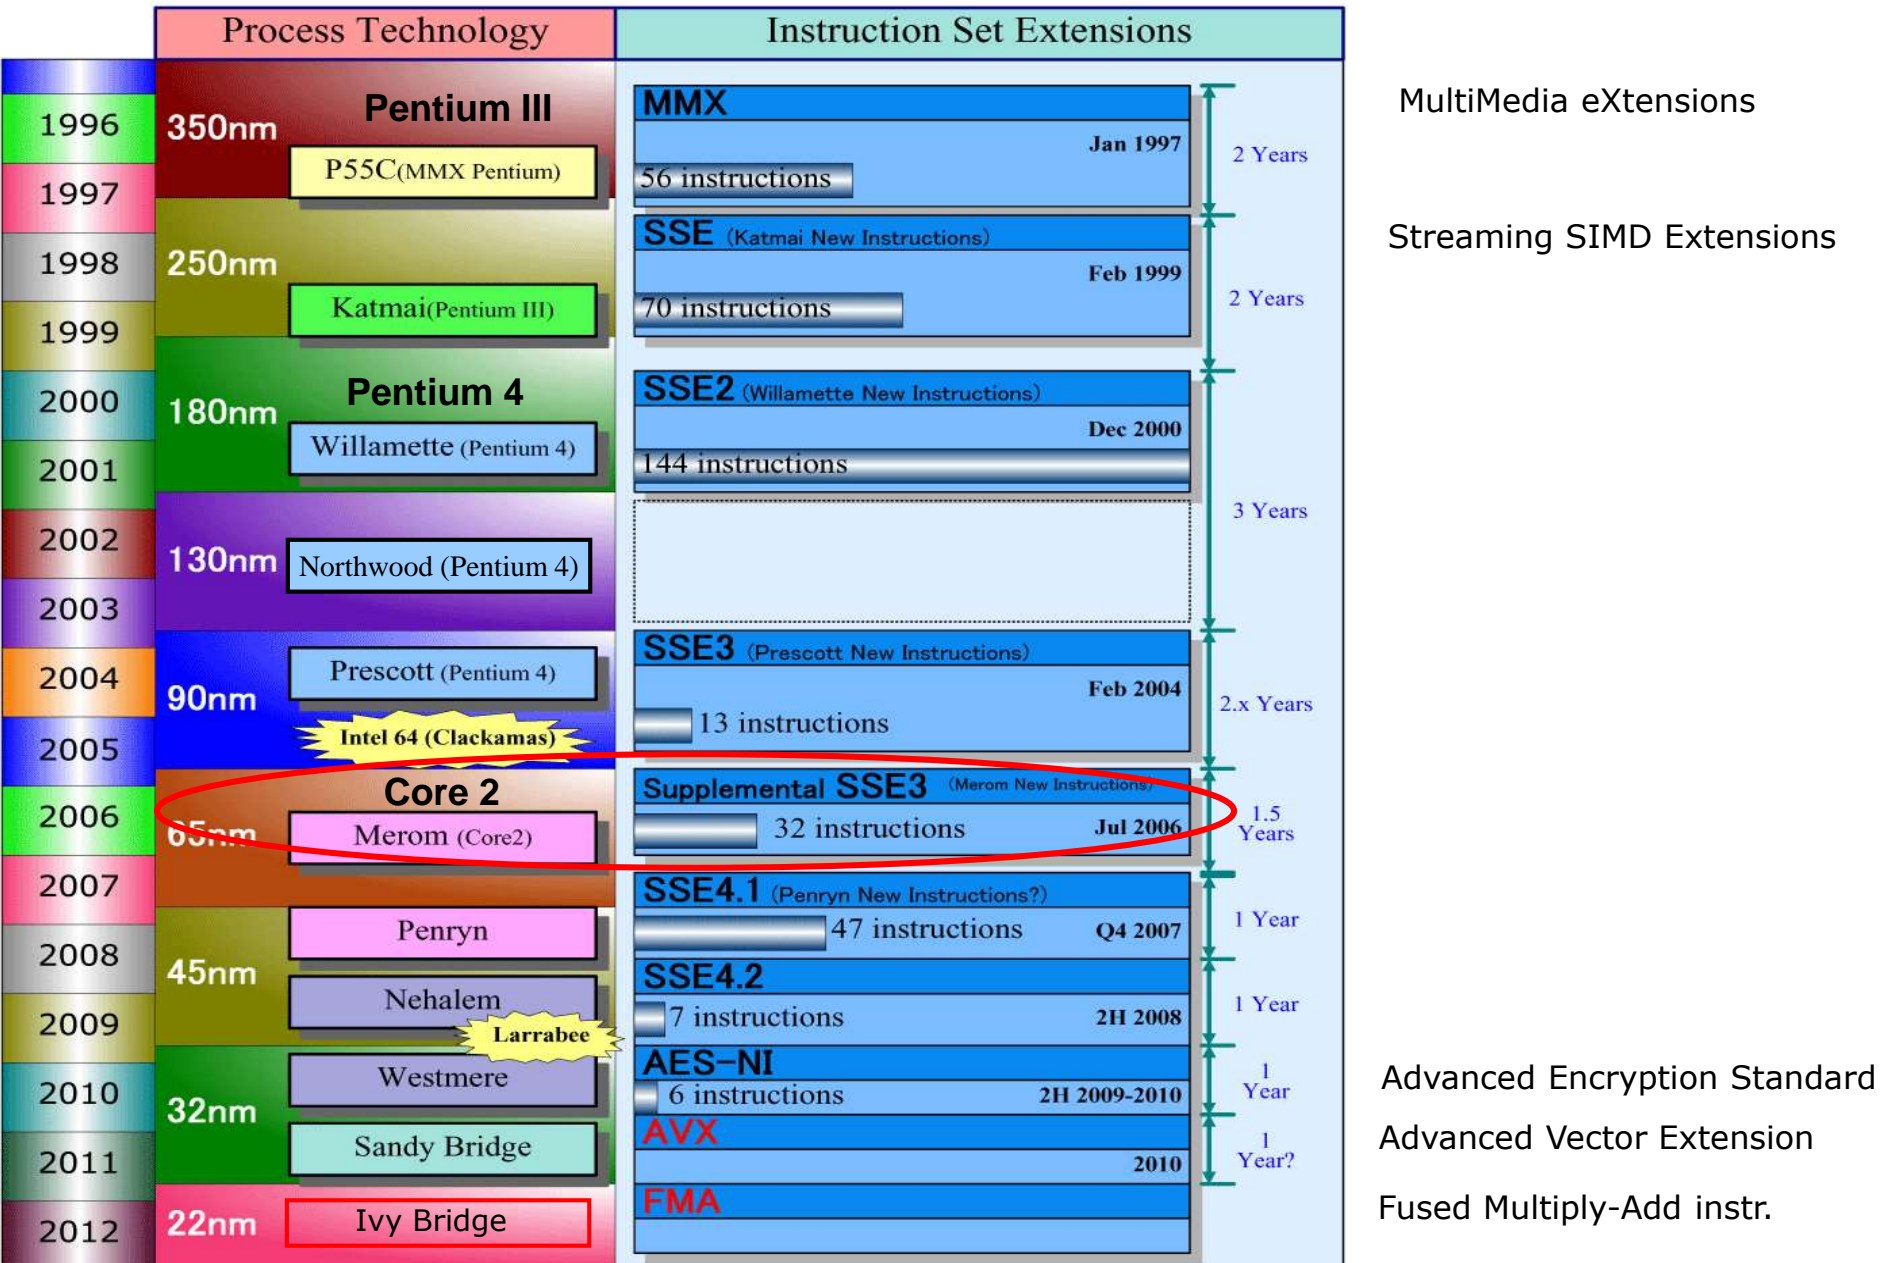 Process Technology
Instruction Set Extensions
1996
1997
1998
1999
2000
2001
2002
2003
2004
2005
2006
2007
2008
2009
2010
2011
2012
350nm
Pentium III
P55C(MMX Pentium)
250nm
Katmai(Pentium III)
180nm
Pentium 4
Willamette (Pentium 4)
130nm
Northwood (Pentium 4)
90nm
Prescott (Pentium 4)
Intel 64 (Clackamas)
65nm
Core 2
Merom (Core2)
45nm
Penryn
Nehalem
Larrabee
32nm
Westmere
Sandy Bridge
22nm
Ivy Bridge
MMX
Jan 1997
56 instructions
SSE (Katmai New Instructions)
Feb 1999
70 instructions
SSE2 (Willamette New Instructions)
Dec 2000
144 instructions
SSE3 (Prescott New Instructions)
Feb 2004
13 instructions
Supplemental SSE3 (Merom New Instructions)
32 instructions
Jul 2006
SSE4.1 (Penryn New Instructions?)
47 instructions
Q4 2007
SSE4.2
7 instructions
2H 2008
AES-NI
6 instructions
2H 2009-2010
AVX
2010
FMA
2 Years
2 Years
3 Years
2.x Years
1.5
Years
1 Year
1 Year
1
Year
1
Year?
MultiMedia eXtensions
Streaming SIMD Extensions
Advanced Encryption Standard
Advanced Vector Extension
Fused Multiply-Add instr.